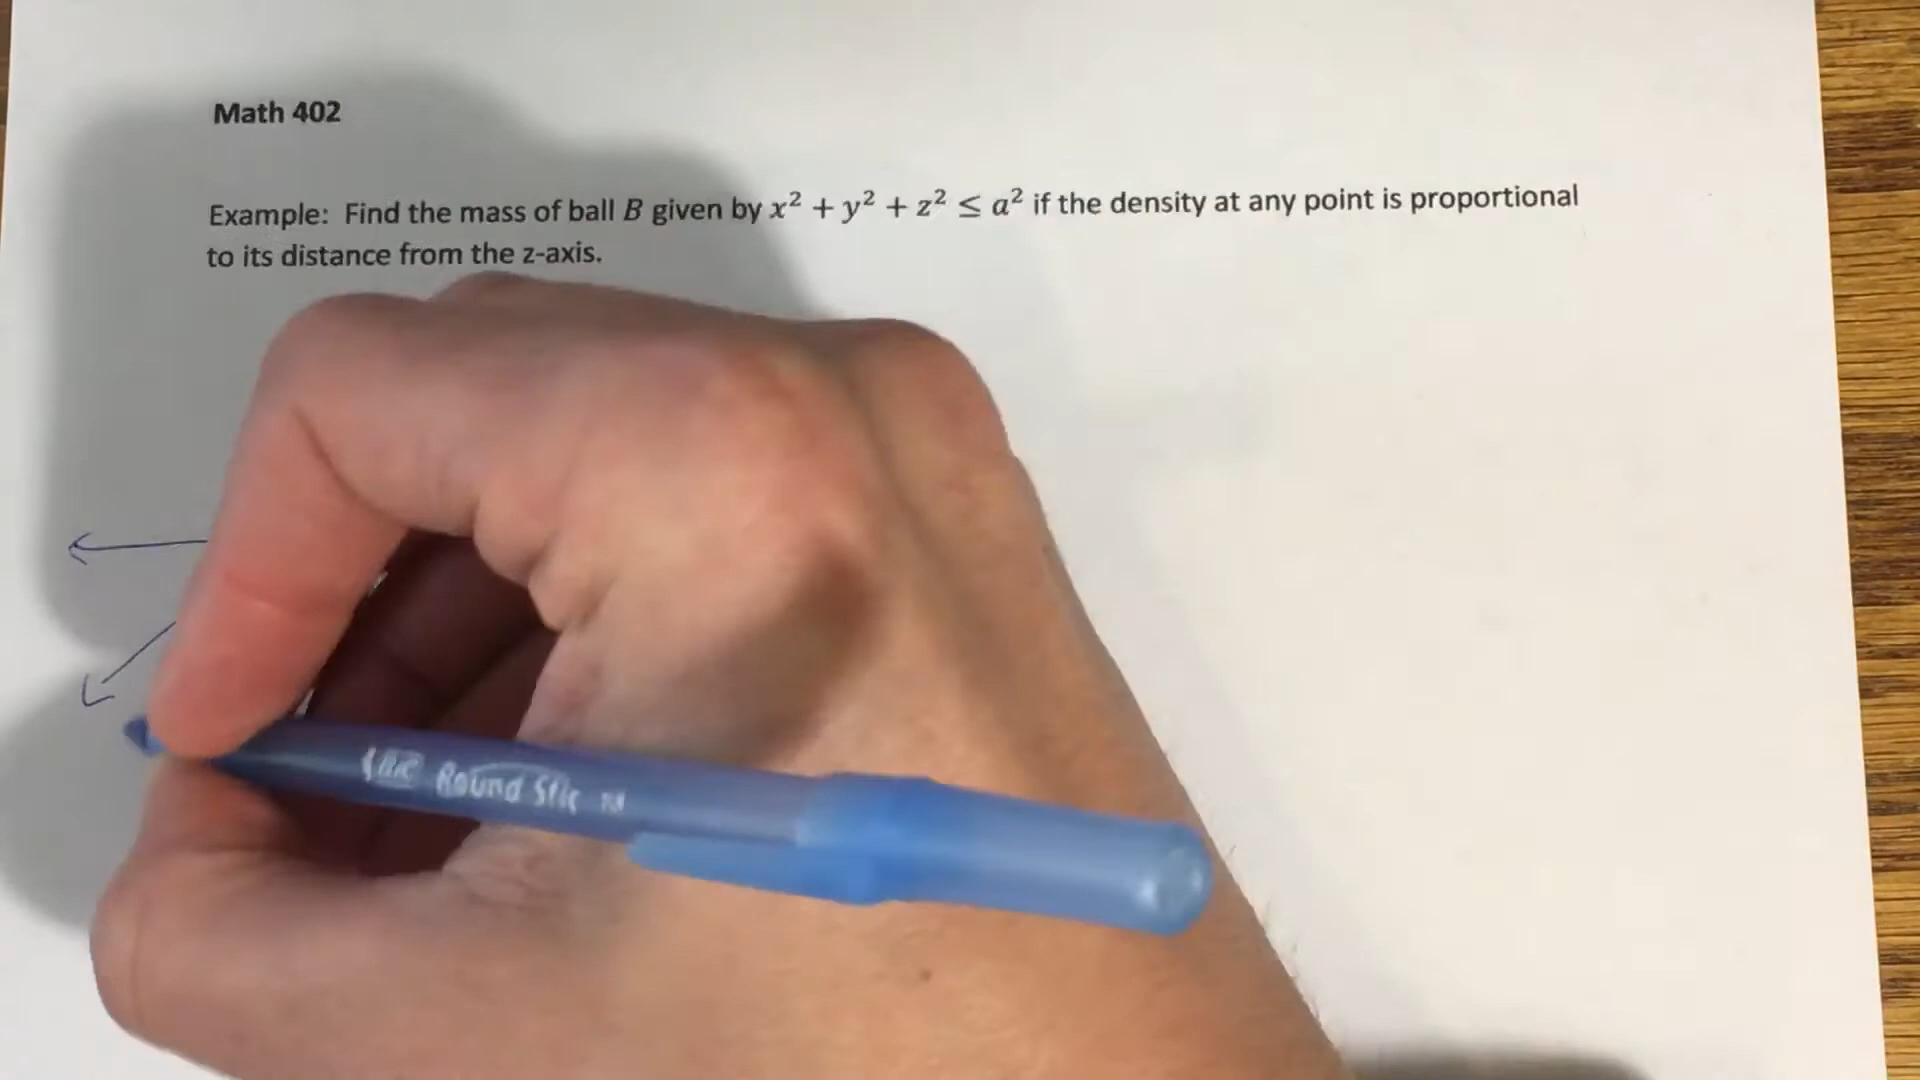 Math 402
Example: Find the mass of ball B given by x² + y² + z² ≤ a² if the density at any point is proportional
to its distance from the z-axis.
BIC Round Stic M